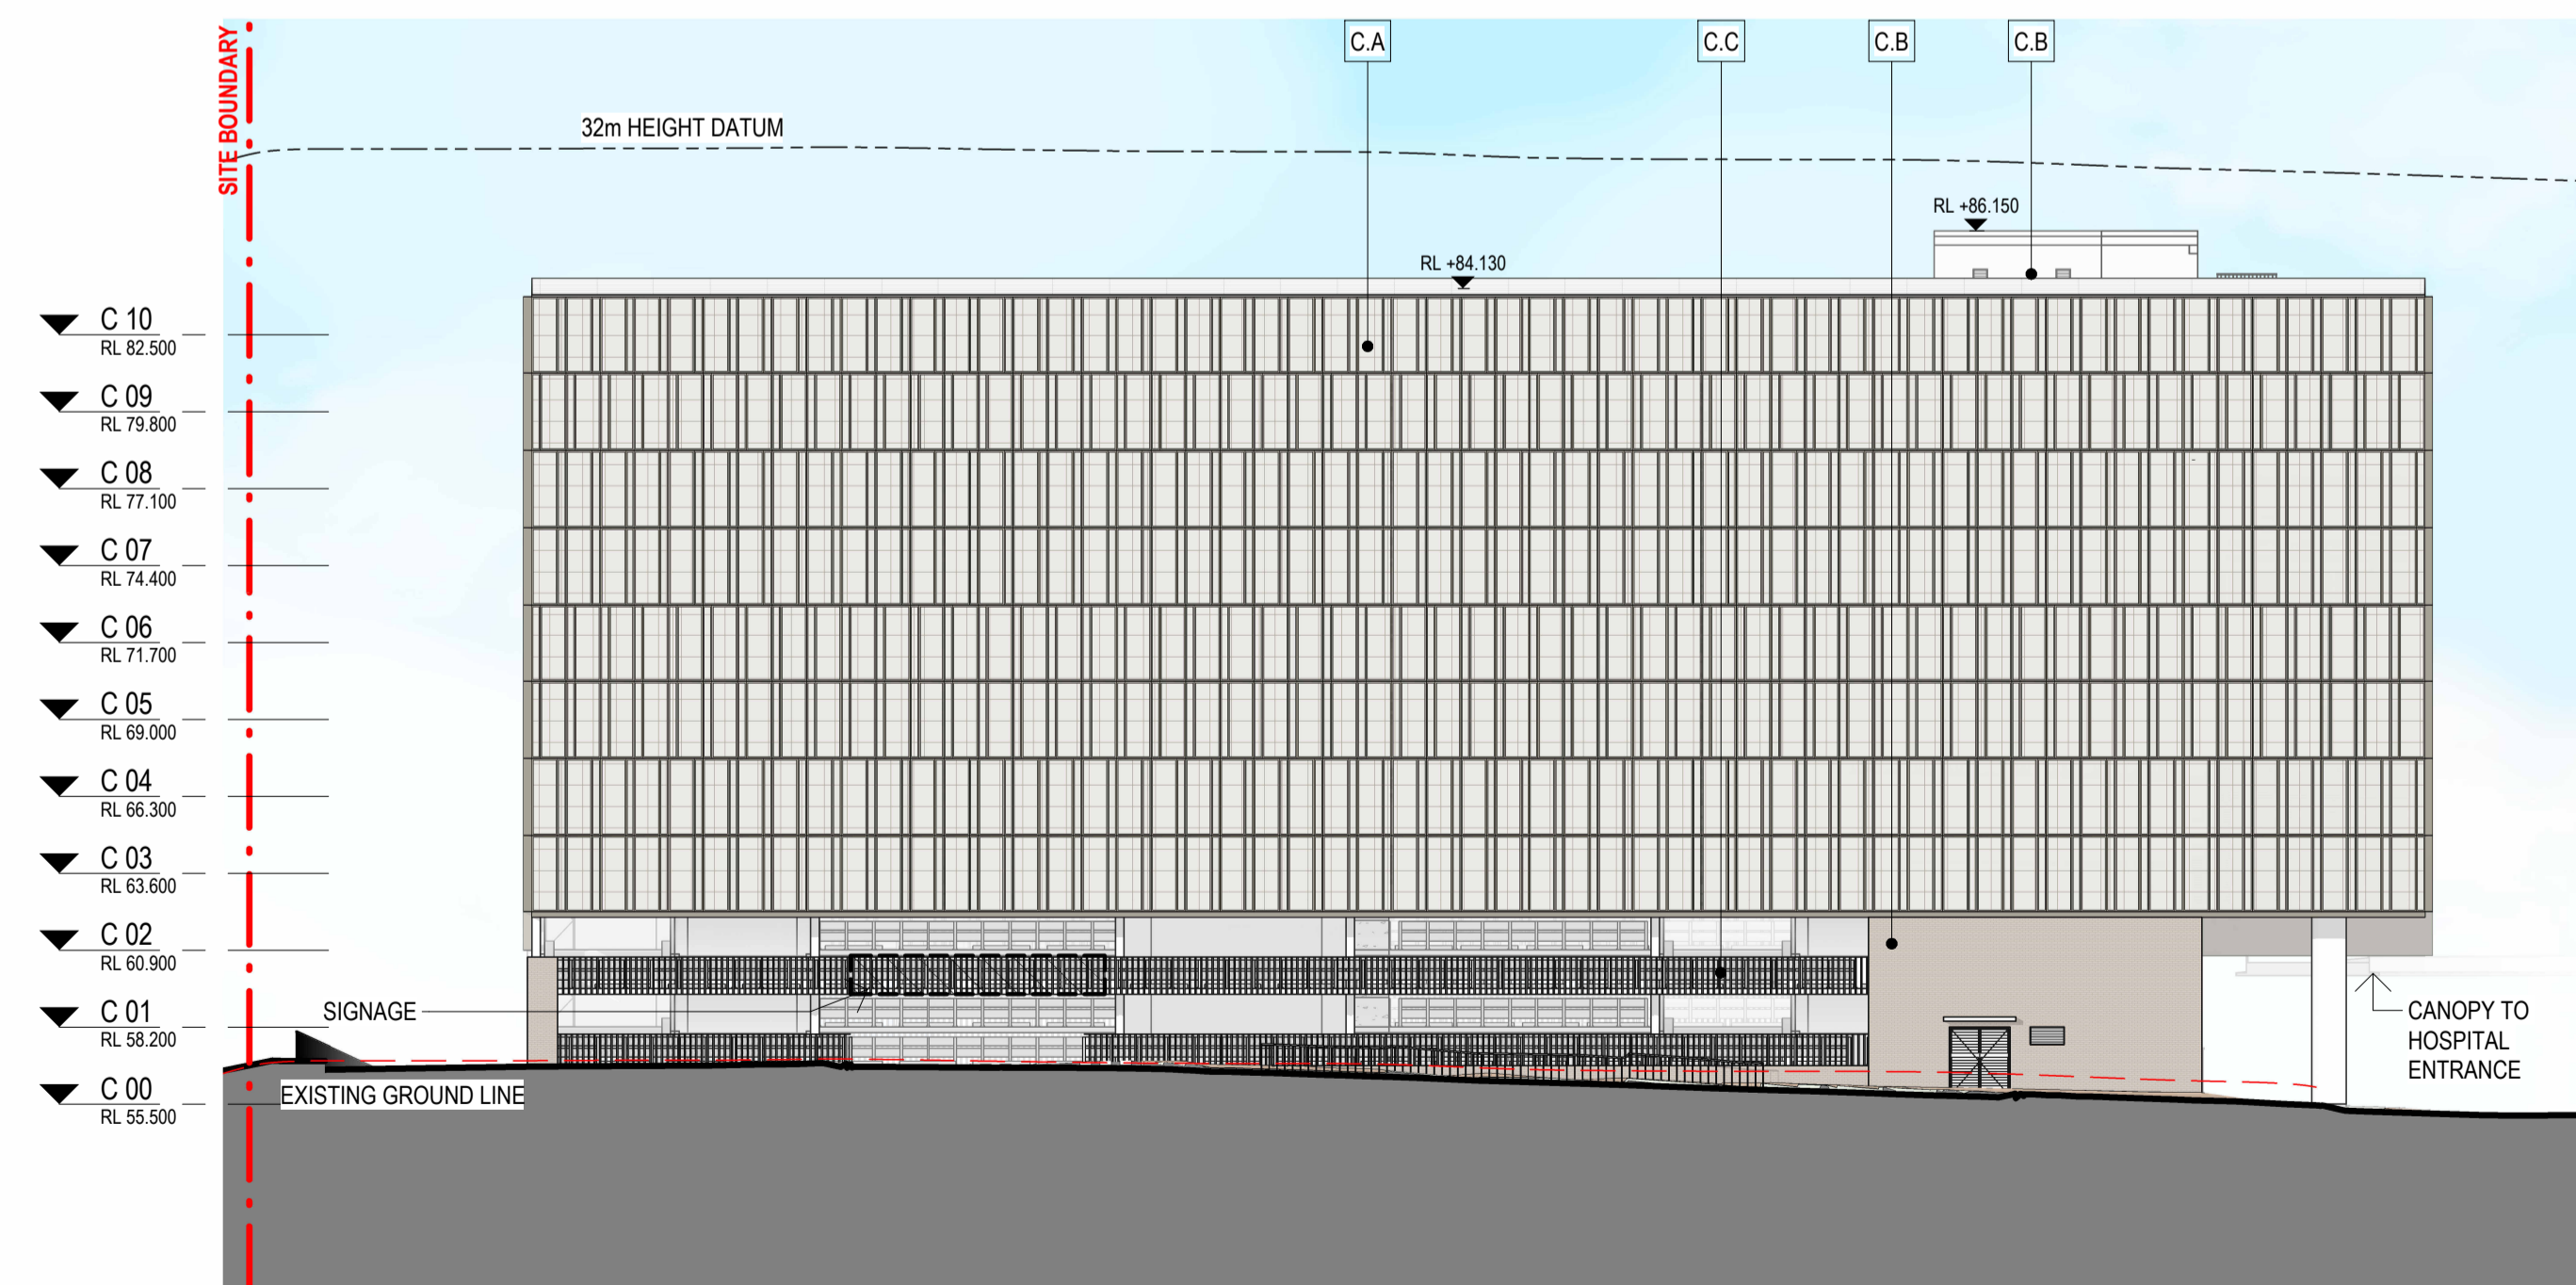 SITE BOUNDARY
C.A
C.C
C.B
C.B
32m HEIGHT DATUM
RL +86.150
RL +84.130
C 10
RL 82.500
C 09
RL 79.800
C 08
RL 77.100
C 07
RL 74.400
C 06
RL 71.700
C 05
RL 69.000
C 04
RL 66.300
C 03
RL 63.600
C 02
RL 60.900
C 01
RL 58.200
C 00
RL 55.500
SIGNAGE
EXISTING GROUND LINE
CANOPY TO
HOSPITAL
ENTRANCE